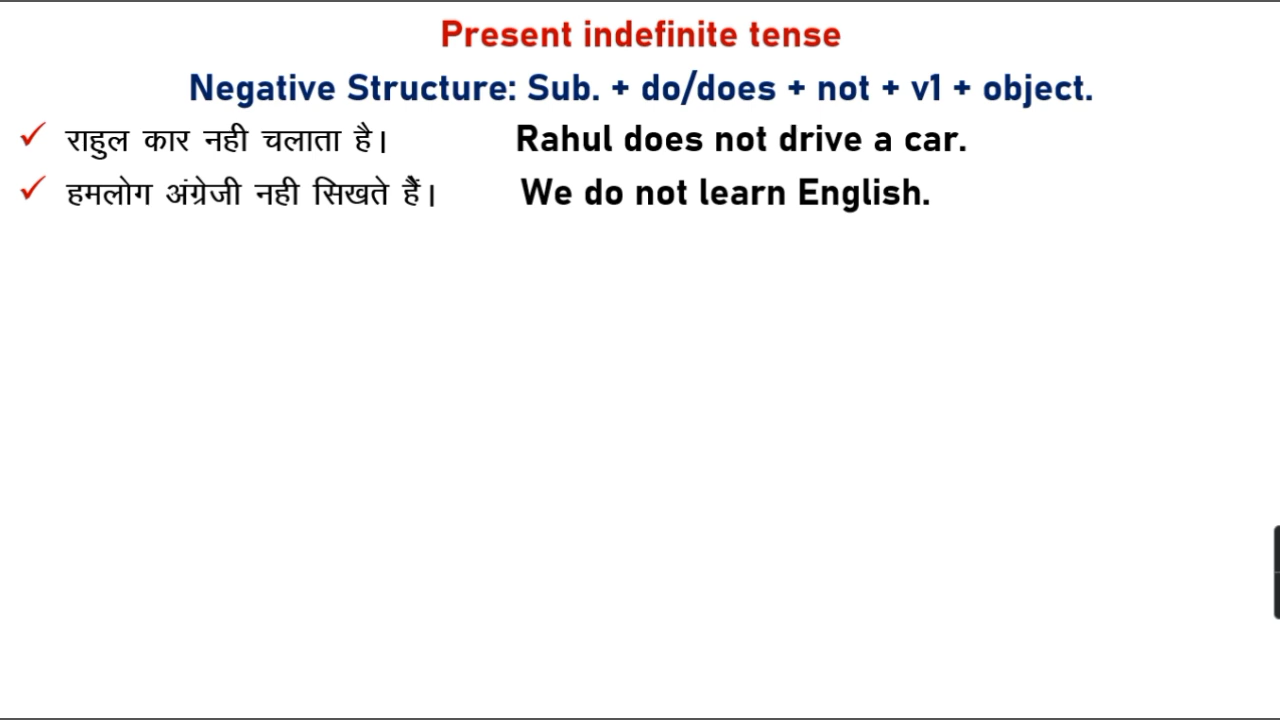 Present indefinite tense
Negative Structure: Sub. + do/does + not + v1 + object.
राहुल कार नही चलाता है। Rahul does not drive a car.
हमलोग अंग्रेजी नही सिखते हैं। We do not learn English.